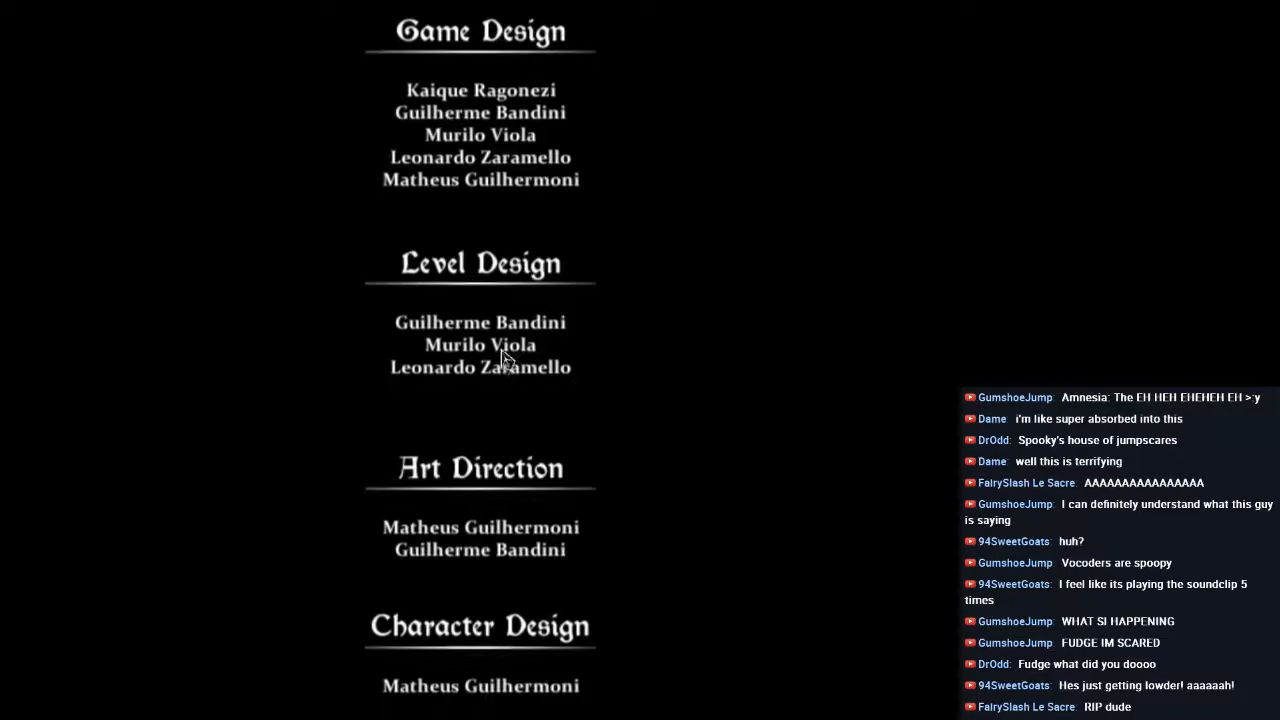 Game Design
Kaique Ragonezi
Guilherme Bandini
Murilo Viola
Leonardo Zaramello
Matheus Guilhermoni
Level Design
Guilherme Bandini
Murilo Viola
Leonardo Zaramello
Art Direction
Matheus Guilhermoni
Guilherme Bandini
Character Design
Matheus Guilhermoni
GumshoeJump: Amnesia: The EH HEH EHEHEH EH >:y
Dame: i'm like super absorbed into this
DrOdd: Spooky's house of jumpscares
Dame: well this is terrifying
FairySlash Le Sacre: AAAAAAAAAAAAAAAA
GumshoeJump: I can definitely understand what this guy
is saying
94SweetGoats: huh?
GumshoeJump: Vocoders are spoopy
94SweetGoats: I feel like its playing the soundclip 5
times
GumshoeJump: WHAT SI HAPPENING
GumshoeJump: FUDGE IM SCARED
DrOdd: Fudge what did you doooo
94SweetGoats: Hes just getting lowder! aaaaah!
FairySlash Le Sacre: RIP dude